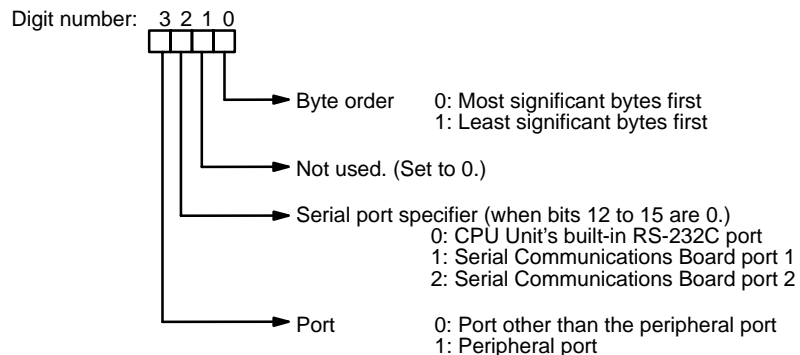 Digit number: 3 2 1 0
Byte order 0: Most significant bytes first
1: Least significant bytes first
Not used. (Set to 0.)
Serial port specifier (when bits 12 to 15 are 0.)
0: CPU Unit's built-in RS-232C port
1: Serial Communications Board port 1
2: Serial Communications Board port 2
Port 0: Port other than the peripheral port
1: Peripheral port